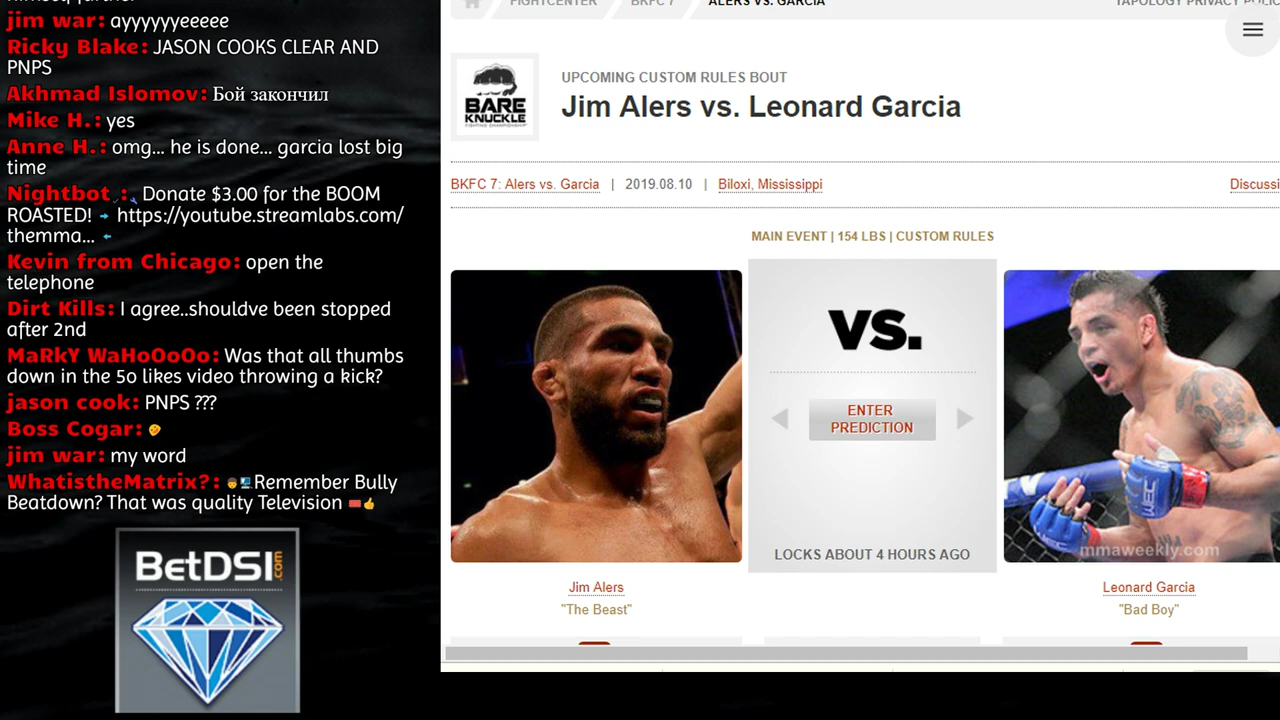 jim war: ayyyyyyeeeee
Ricky Blake: JASON COOKS CLEAR AND
PNPS
Akhmad Islomov: Бой закончил
Mike H.: yes
Anne H.: omg... he is done... garcia lost big
time
Nightbot : Donate $3.00 for the BOOM
ROASTED! https://youtube.streamlabs.com/
themma...
Kevin from Chicago: open the
telephone
Dirt Kills: I agree..shouldve been stopped
after 2nd
MaRkY WaHoOoOo: Was that all thumbs
down in the 5o likes video throwing a kick?
jason cook: PNPS ???
Boss Cogar:
jim war: my word
WhatistheMatrix?: Remember Bully
Beatdown? That was quality Television
BetDSI.com
FIGHTCENTER BKFC 7 ALERS VS. GARCIA
TAPOLOGY PRIVACY
BARE
KNUCKLE
FIGHTING CHAMPIONSHIP
UPCOMING CUSTOM RULES BOUT
Jim Alers vs. Leonard Garcia
BKFC 7: Alers vs. Garcia | 2019.08.10 | Biloxi, Mississippi
Discussi
MAIN EVENT | 154 LBS | CUSTOM RULES
VS.
ENTER
PREDICTION
LOCKS ABOUT 4 HOURS AGO
WEC
mmaweekly.com
Jim Alers
"The Beast"
Leonard Garcia
"Bad Boy"